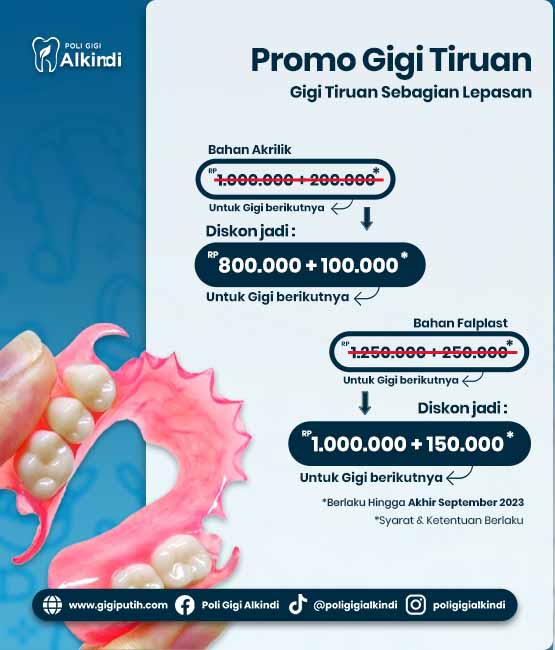 POLI GIGI
Alkindi
Promo Gigi Tiruan
Gigi Tiruan Sebagian Lepasan
Bahan Akrilik
RP 1.000.000 + 200.000*
Untuk Gigi berikutnya
Diskon jadi :
RP 800.000 + 100.000*
Untuk Gigi berikutnya
Bahan Falplast
RP 1.250.000 + 250.000*
Untuk Gigi berikutnya
Diskon jadi :
RP 1.000.000 + 150.000*
Untuk Gigi berikutnya
*Berlaku Hingga Akhir September 2023
*Syarat & Ketentuan Berlaku
www.gigiputih.com Poli Gigi Alkindi @poligigialkindi poligigialkindi